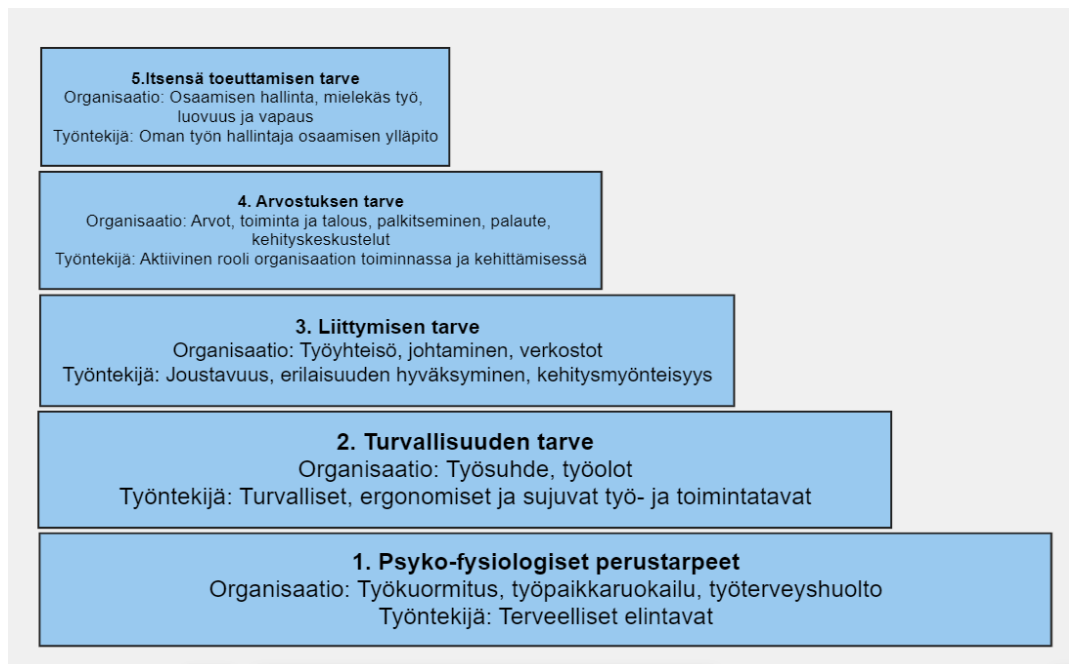 5.Itsensä toeuttamisen tarve
Organisaatio: Osaamisen hallinta, mielekäs työ,
luovuus ja vapaus
Työntekijä: Oman työn hallintaja osaamisen ylläpito
4. Arvostuksen tarve
Organisaatio: Arvot, toiminta ja talous, palkitseminen, palaute,
kehityskeskustelut
Työntekijä: Aktiivinen rooli organisaation toiminnassa ja kehittämisessä
3. Liittymisen tarve
Organisaatio: Työyhteisö, johtaminen, verkostot
Työntekijä: Joustavuus, erilaisuuden hyväksyminen, kehitysmyönteisyys
2. Turvallisuuden tarve
Organisaatio: Työsuhde, työolot
Työntekijä: Turvalliset, ergonomiset ja sujuvat työ- ja toimintatavat
1. Psyko-fysiologiset perustarpeet
Organisaatio: Työkuormitus, työpaikkaruokailu, työterveyshuolto
Työntekijä: Terveelliset elintavat